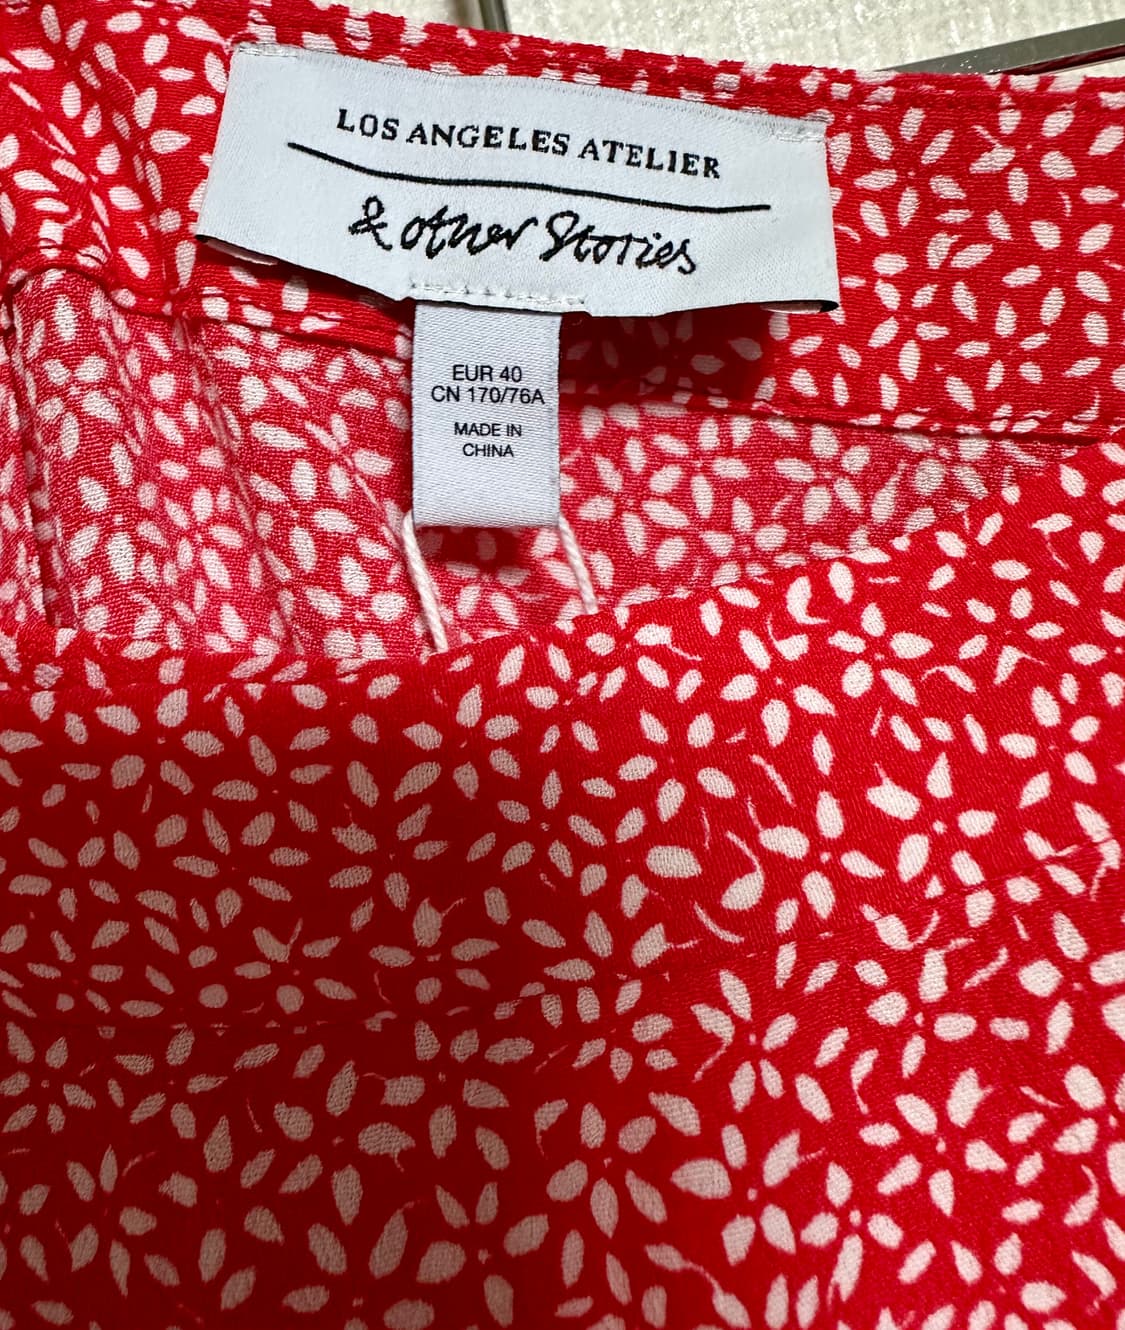 LOS ANGELES ATELIER
& other Stories
EUR 40
CN 170/76A
MADE IN
CHINA